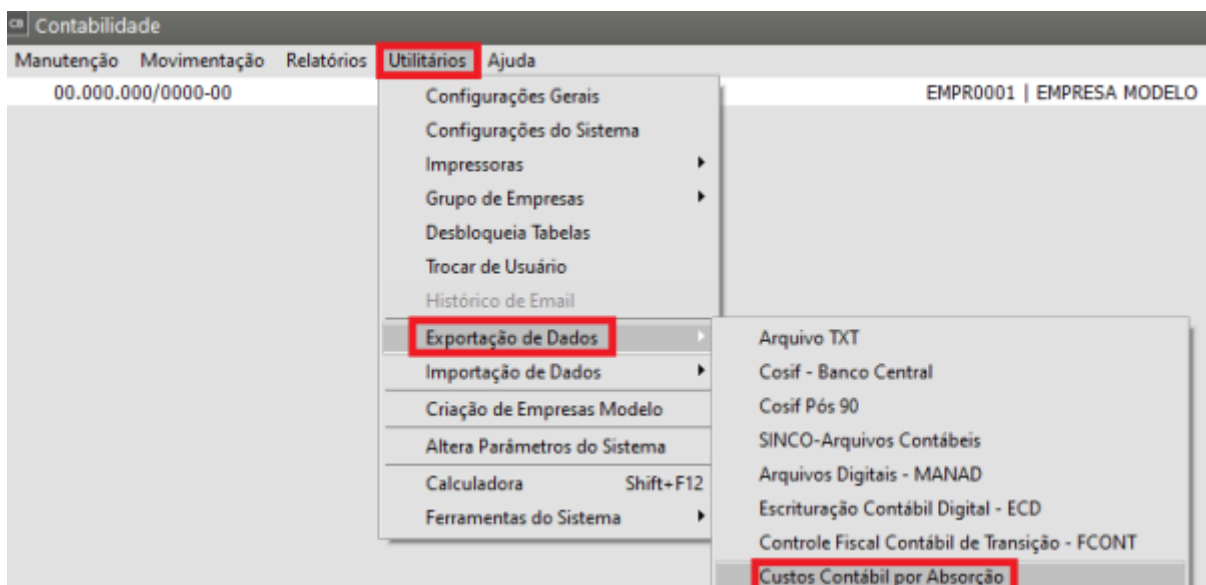 CB Contabilidade
Manutenção Movimentação Relatórios Utilitários Ajuda
00.000.000/0000-00 EMPR0001 | EMPRESA MODELO
Configurações Gerais
Configurações do Sistema
Impressoras
Grupo de Empresas
Desbloqueia Tabelas
Trocar de Usuário
Histórico de Email
Exportação de Dados
Importação de Dados
Criação de Empresas Modelo
Altera Parâmetros do Sistema
Calculadora Shift+F12
Ferramentas do Sistema
Arquivo TXT
Cosif - Banco Central
Cosif Pós 90
SINCO-Arquivos Contábeis
Arquivos Digitais - MANAD
Escrituração Contábil Digital - ECD
Controle Fiscal Contábil de Transição - FCONT
Custos Contábil por Absorção